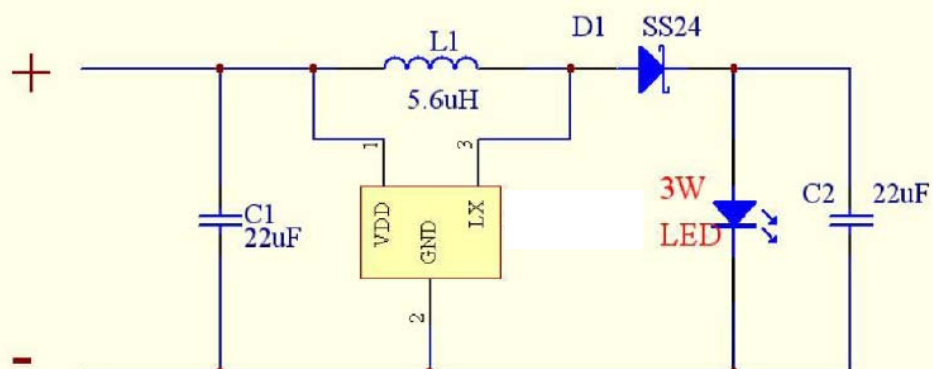 D1 SS24
L1
+
5.6uH
1
3
3W
C2 22uF
C1
VDD
LX
LED
22uF
GND
2
-